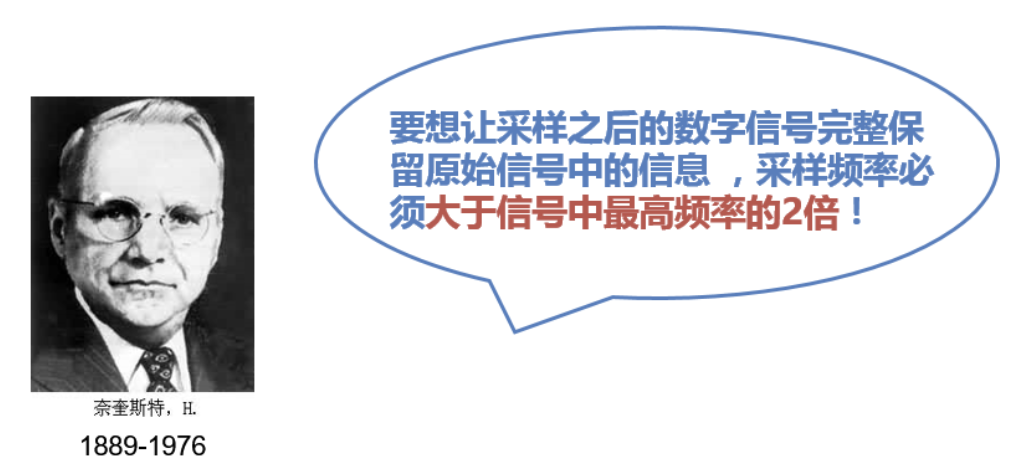 要想让采样之后的数字信号完整保
留原始信号中的信息 ，采样频率必
须大于信号中最高频率的2倍！
奈奎斯特，H.
1889-1976